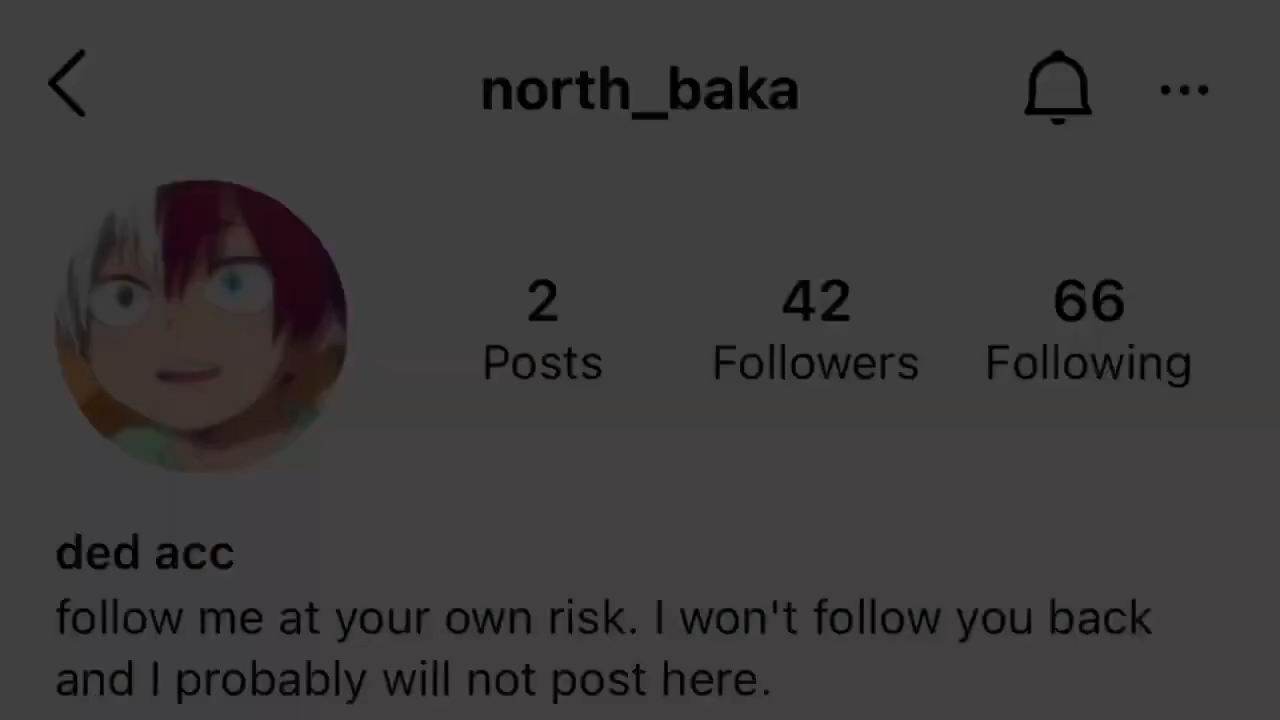 north_baka
2 42 66
Posts Followers Following
ded acc
follow me at your own risk. I won't follow you back
and I probably will not post here.